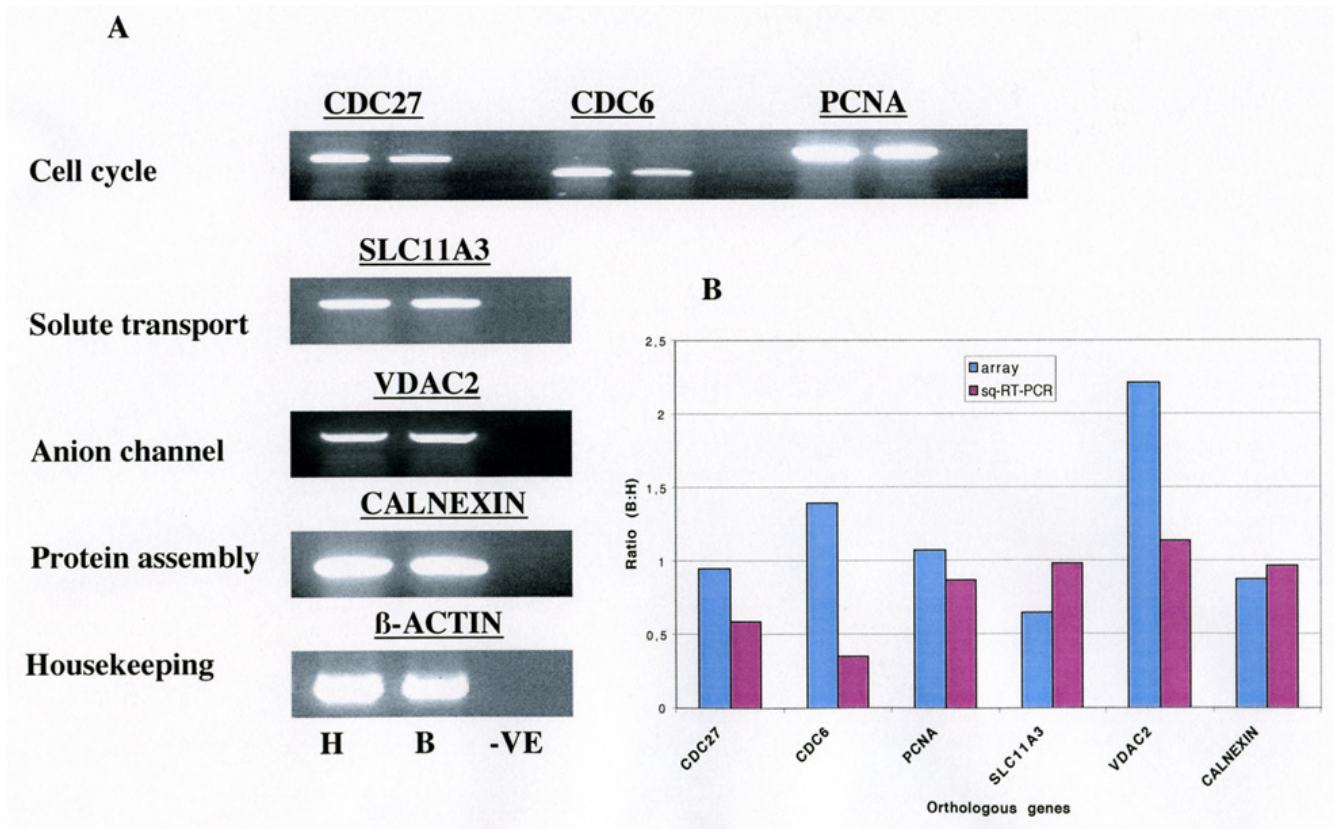 A
CDC27 CDC6 PCNA
Cell cycle
SLC11A3
Solute transport
VDAC2
Anion channel
CALNEXIN
Protein assembly
ß-ACTIN
Housekeeping
H B -VE
B
2,5
2
1,5
1
0,5
0
Ratio (B:H)
array
sq-RT-PCR
CDC27
CDC6
PCNA
SLC11A3
VDAC2
CALNEXIN
Orthologous genes